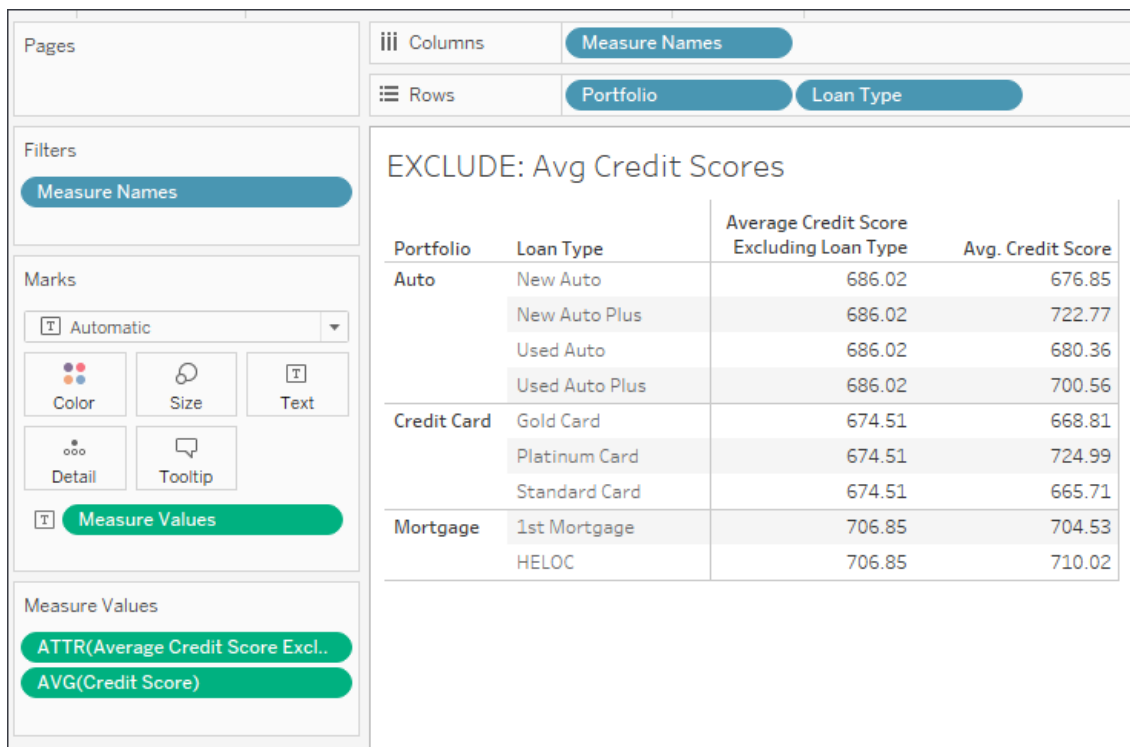 Pages
Columns Measure Names
Rows Portfolio Loan Type
Filters
Measure Names
Marks
T Automatic
Color Size T Text
Detail Tooltip
T Measure Values
Measure Values
ATTR(Average Credit Score Excl..
AVG(Credit Score)
EXCLUDE: Avg Credit Scores
Average Credit Score
Portfolio Loan Type Excluding Loan Type Avg. Credit Score
Auto New Auto 686.02 676.85
New Auto Plus 686.02 722.77
Used Auto 686.02 680.36
Used Auto Plus 686.02 700.56
Credit Card Gold Card 674.51 668.81
Platinum Card 674.51 724.99
Standard Card 674.51 665.71
Mortgage 1st Mortgage 706.85 704.53
HELOC 706.85 710.02